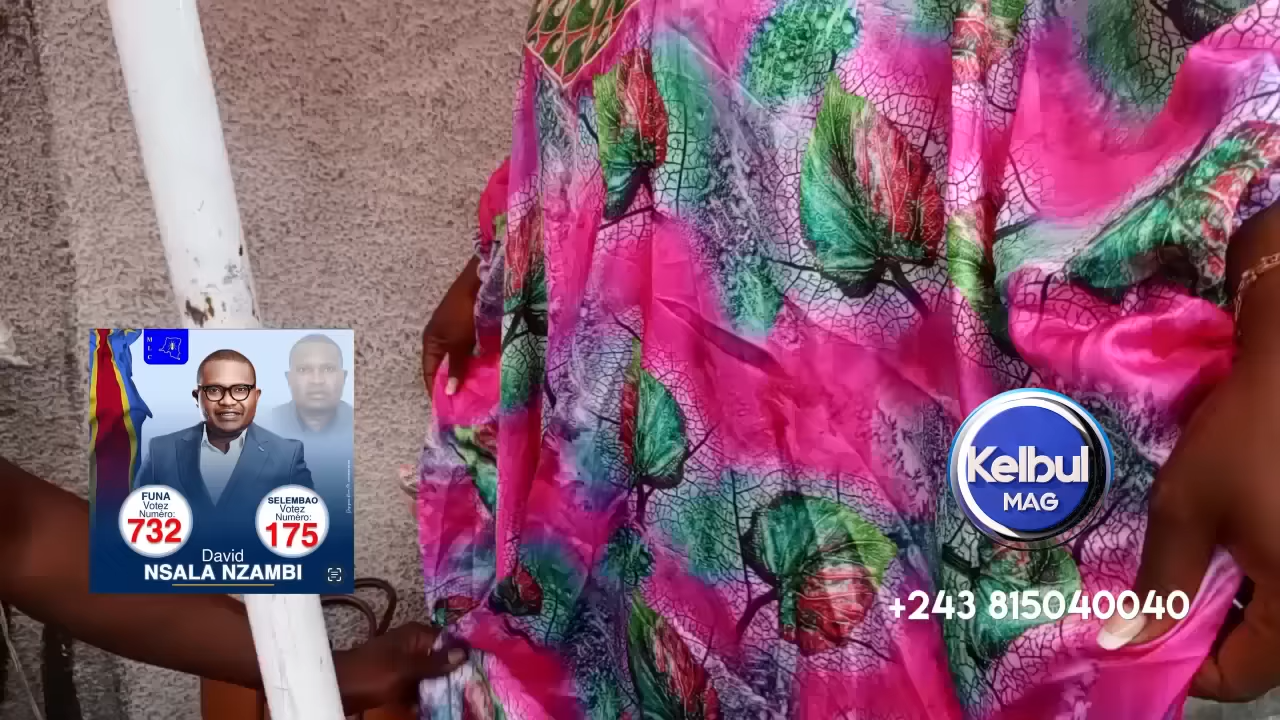 M
L
C
FUNA
Votez
Numéro:
732
SELEMBAO
Votez
Numéro:
175
David
NSALA NZAMBI
Kelbul
MAG
+243 815040040